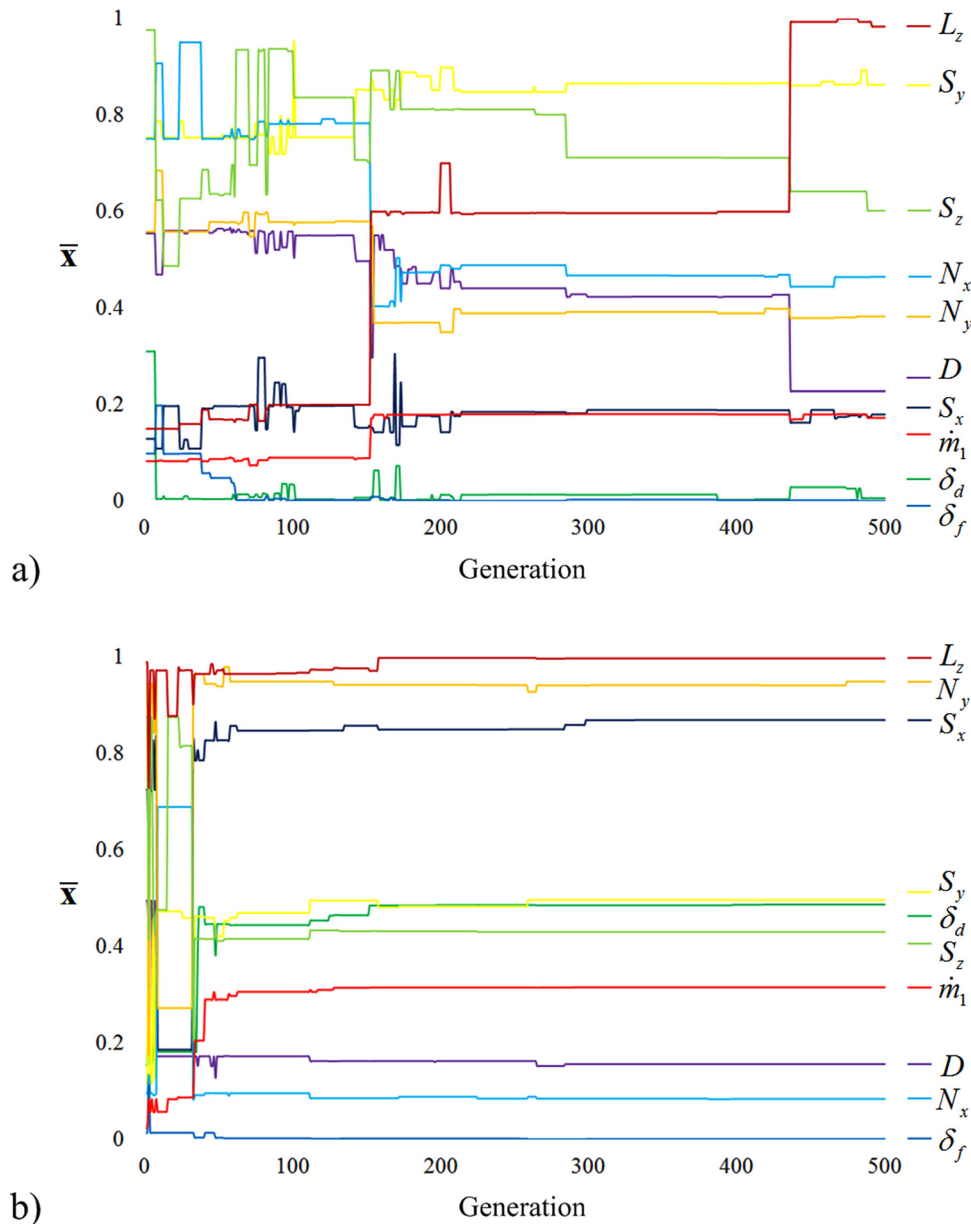 1
0.8
0.6
x̄
0.4
0.2
0
0 100 200 300 400 500
Generation
a)
L_z
S_y
S_z
N_x
N_y
D
S_x
ṁ_1
δ_d
δ_f
1
0.8
0.6
x̄
0.4
0.2
0
0 100 200 300 400 500
Generation
b)
L_z
N_y
S_x
S_y
δ_d
S_z
ṁ_1
D
N_x
δ_f